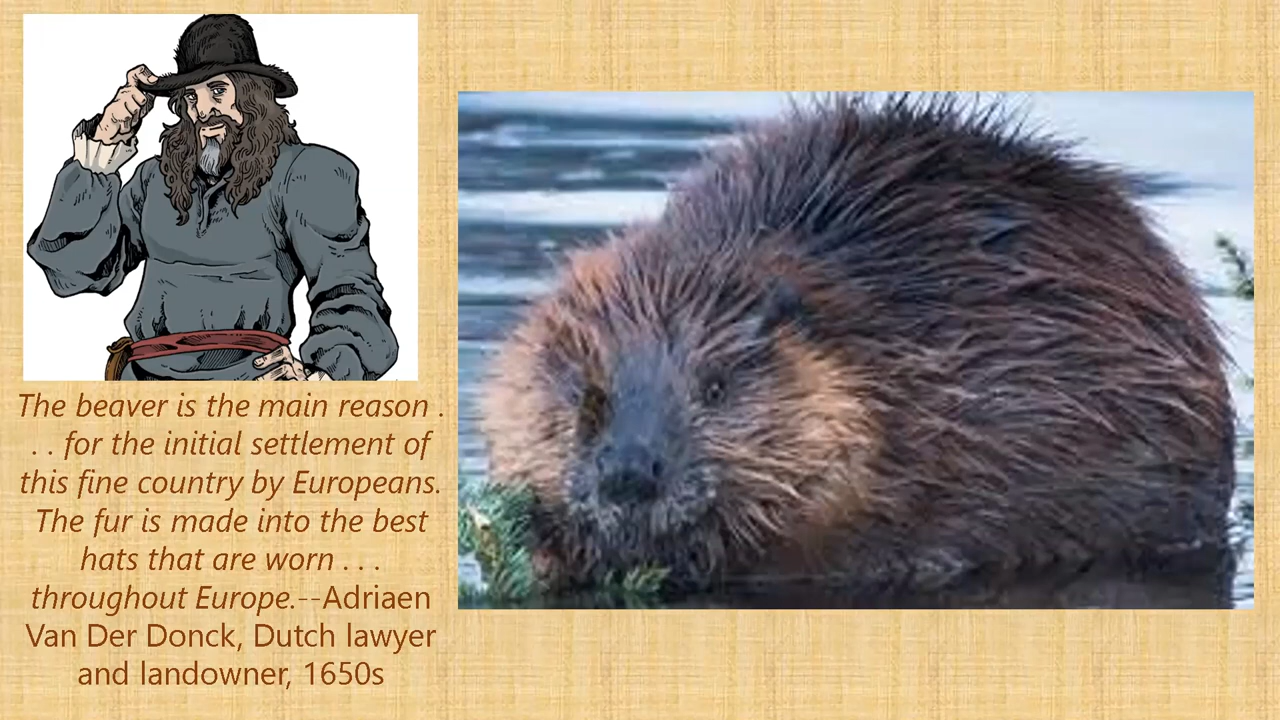 The beaver is the main reason .
. . for the initial settlement of
this fine country by Europeans.
The fur is made into the best
hats that are worn . . .
throughout Europe.--Adriaen
Van Der Donck, Dutch lawyer
and landowner, 1650s